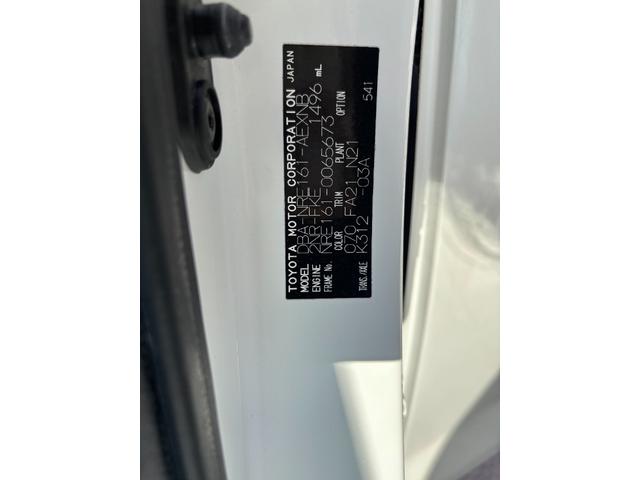 TOYOTA MOTOR CORPORATION JAPAN
MODEL DBA-NRE161-AEXNB
ENGINE 2NR-FKE 1496 mL
FRAME No. NRE161-0065673
COLOR TRIM PLANT OPTION
070 FA21 N21 541
TRANS./AXLE K312 -03A